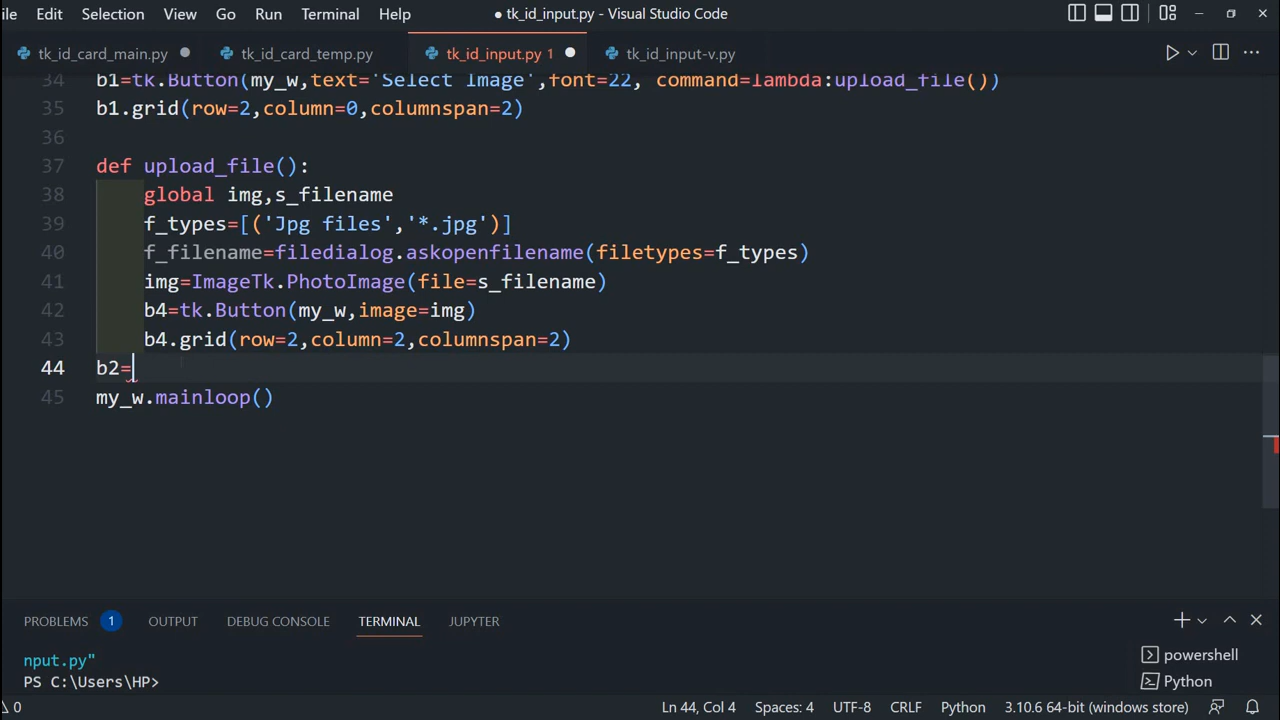 ile Edit Selection View Go Run Terminal Help ● tk_id_input.py - Visual Studio Code
tk_id_card_main.py ● tk_id_card_temp.py tk_id_input.py 1 ● tk_id_input-v.py
34 b1=tk.Button(my_w,text='Select Image',font=22, command=lambda:upload_file())
35 b1.grid(row=2,column=0,columnspan=2)
36
37 def upload_file():
38 global img,s_filename
39 f_types=[('Jpg files','*.jpg')]
40 f_filename=filedialog.askopenfilename(filetypes=f_types)
41 img=ImageTk.PhotoImage(file=s_filename)
42 b4=tk.Button(my_w,image=img)
43 b4.grid(row=2,column=2,columnspan=2)
44 b2=
45 my_w.mainloop()
PROBLEMS 1 OUTPUT DEBUG CONSOLE TERMINAL JUPYTER
nput.py"
powershell
PS C:\Users\HP>
Python
0 Ln 44, Col 4 Spaces: 4 UTF-8 CRLF Python 3.10.6 64-bit (windows store)